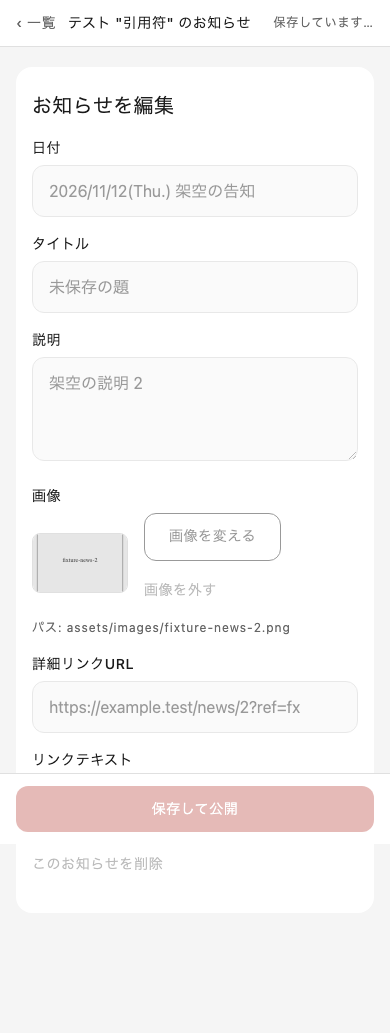 ‹ 一覧 テスト "引用符" のお知らせ 保存しています…
お知らせを編集
日付
2026/11/12(Thu.) 架空の告知
タイトル
未保存の題
説明
架空の説明 2
画像
fixture-news-2
画像を変える
画像を外す
パス: assets/images/fixture-news-2.png
詳細リンクURL
https://example.test/news/2?ref=fx
リンクテキスト
保存して公開
このお知らせを削除